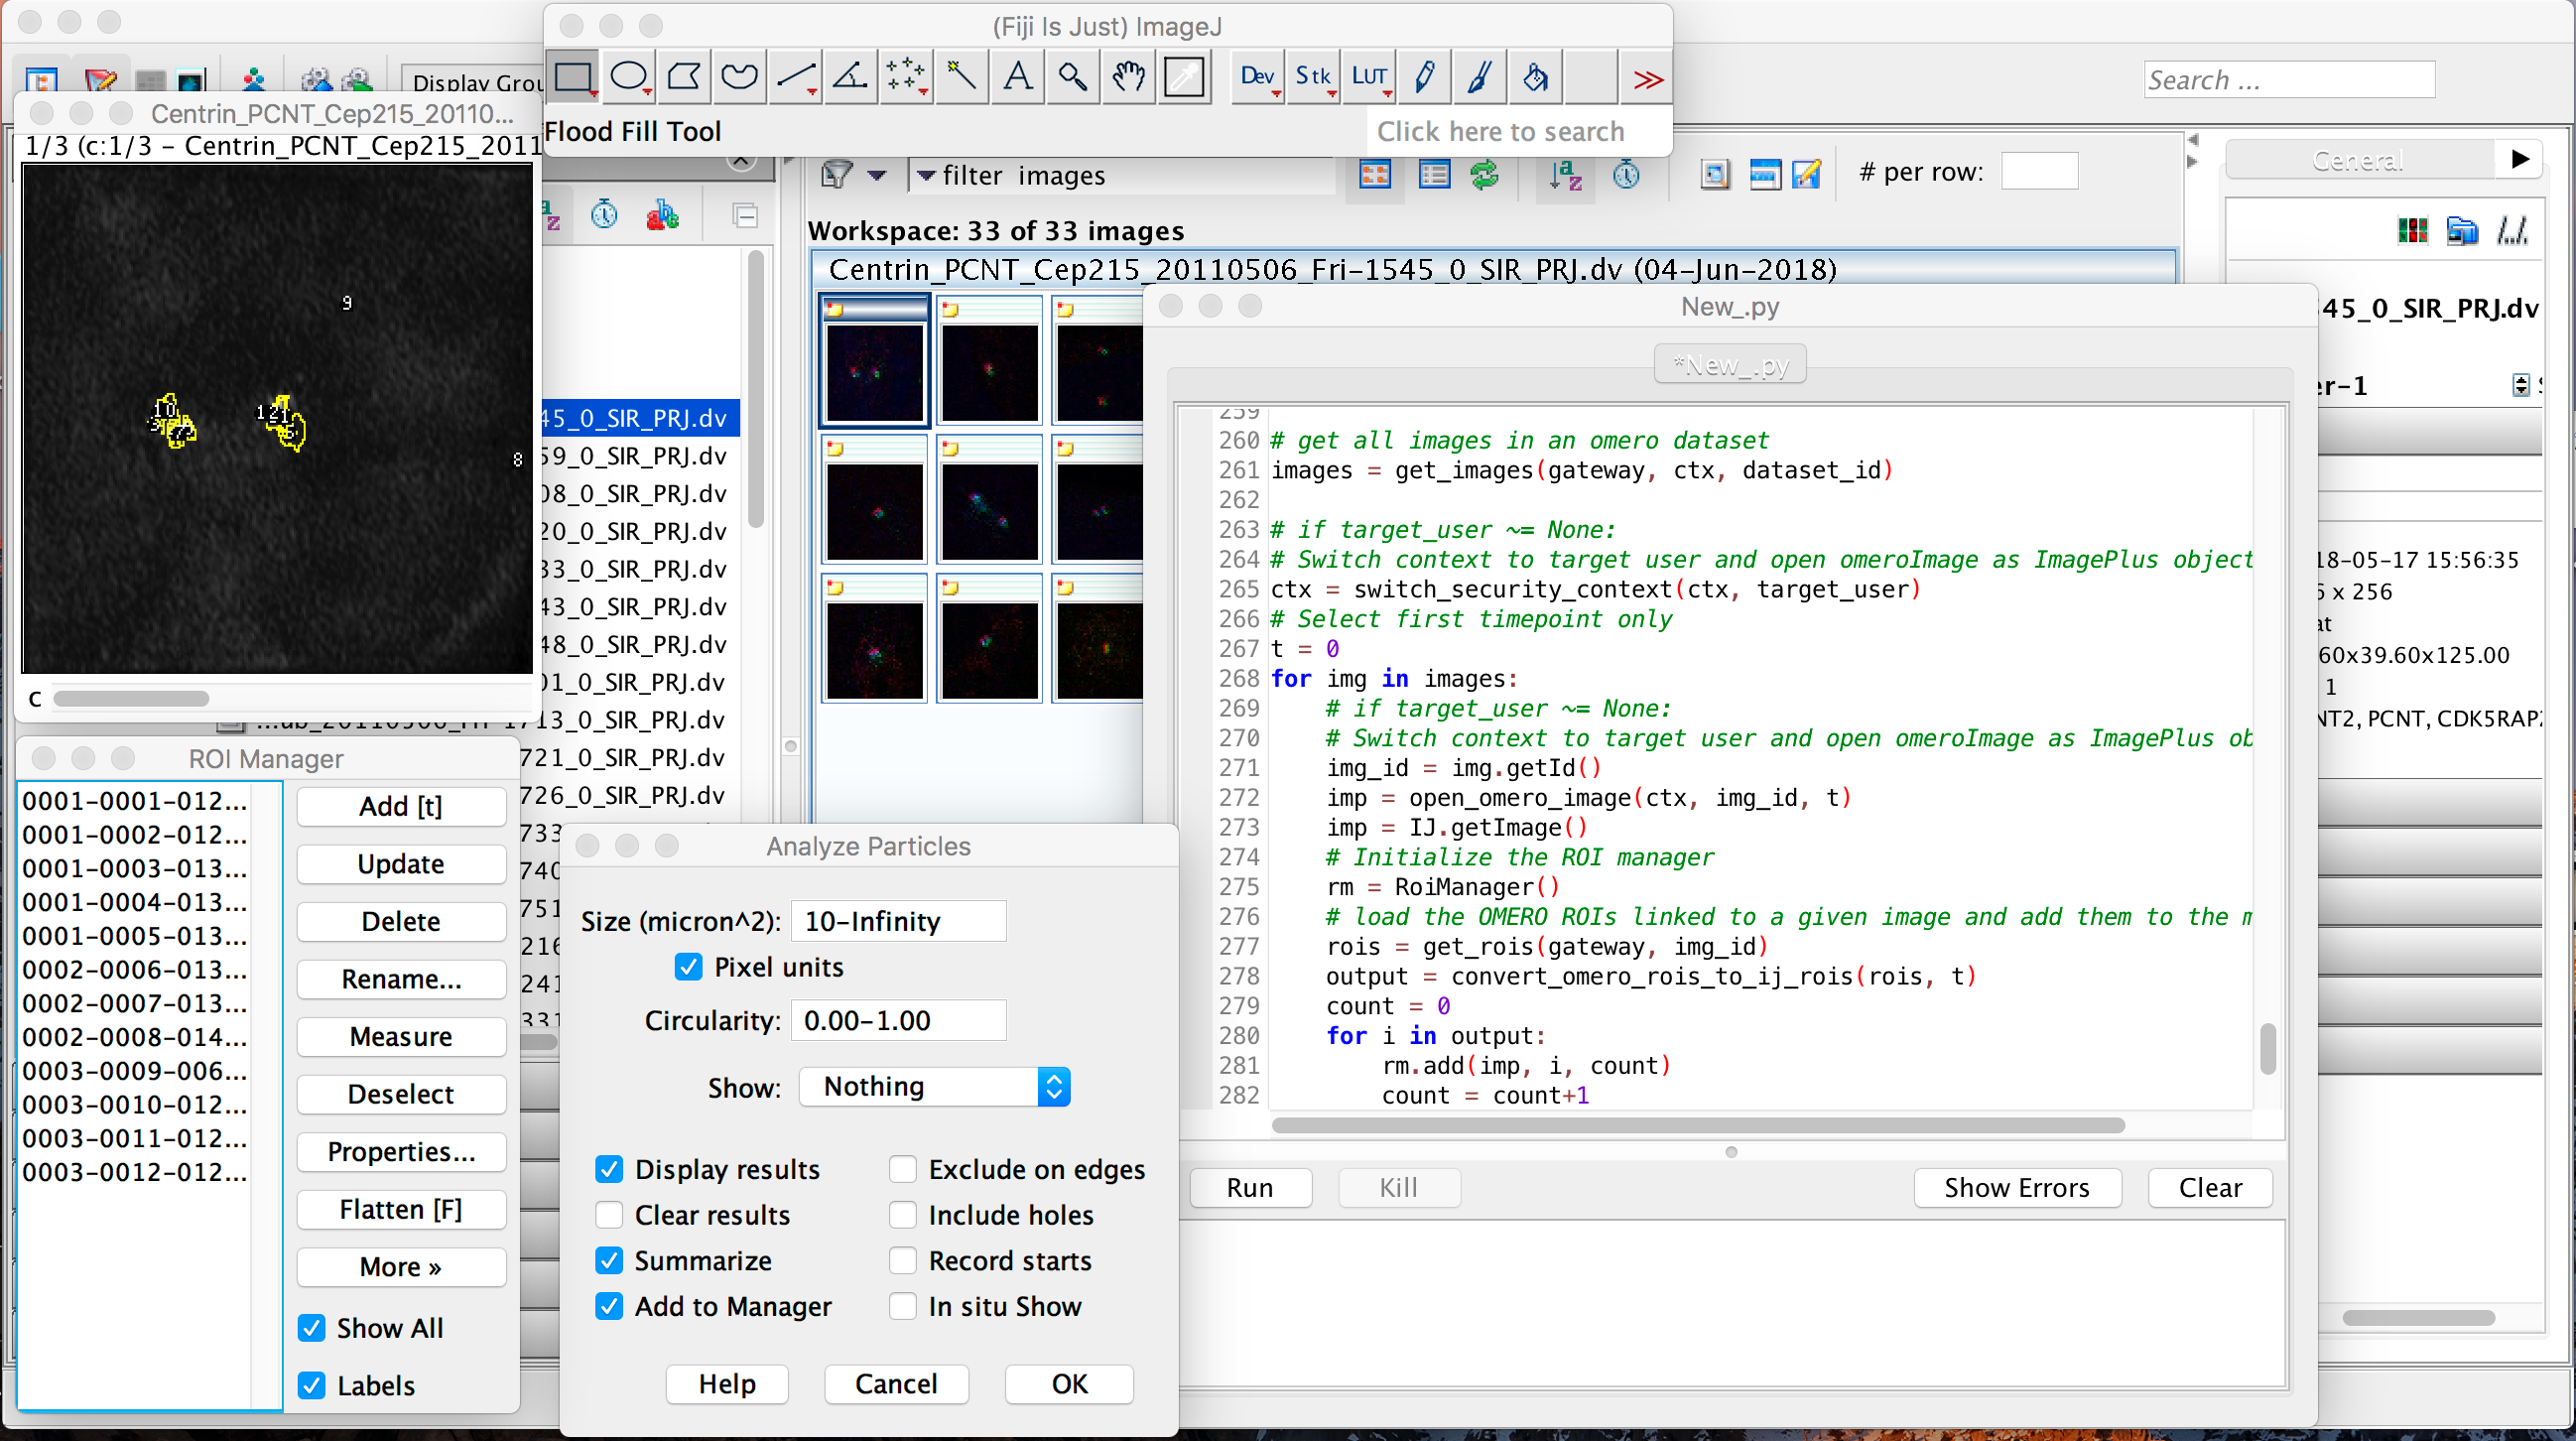 (Fiji Is Just) ImageJ
Display Grou
Dev
Stk
LUT
Search ...
Flood Fill Tool
Click here to search
Centrin_PCNT_Cep215_20110...
1/3 (c:1/3 - Centrin_PCNT_Cep215_2011
9
10
3
7
12
1
8
c
filter images
# per row:
General
Workspace: 33 of 33 images
Centrin_PCNT_Cep215_20110506_Fri-1545_0_SIR_PRJ.dv (04-Jun-2018)
45_0_SIR_PRJ.dv
59_0_SIR_PRJ.dv
08_0_SIR_PRJ.dv
20_0_SIR_PRJ.dv
33_0_SIR_PRJ.dv
43_0_SIR_PRJ.dv
48_0_SIR_PRJ.dv
01_0_SIR_PRJ.dv
1713_0_SIR_PRJ.dv
721_0_SIR_PRJ.dv
726_0_SIR_PRJ.dv
733
740
751
216
241
331
ROI Manager
0001-0001-012...
0001-0002-012...
0001-0003-013...
0001-0004-013...
0001-0005-013...
0002-0006-013...
0002-0007-013...
0002-0008-014...
0003-0009-006...
0003-0010-012...
0003-0011-012...
0003-0012-012...
Add [t]
Update
Delete
Rename...
Measure
Deselect
Properties...
Flatten [F]
More »
Show All
Labels
Analyze Particles
Size (micron^2): 10-Infinity
Pixel units
Circularity: 0.00-1.00
Show: Nothing
Display results
Exclude on edges
Clear results
Include holes
Summarize
Record starts
Add to Manager
In situ Show
Help
Cancel
OK
New_.py
*New_.py
259
260 # get all images in an omero dataset
261 images = get_images(gateway, ctx, dataset_id)
262
263 # if target_user ~= None:
264 # Switch context to target user and open omeroImage as ImagePlus object
265 ctx = switch_security_context(ctx, target_user)
266 # Select first timepoint only
267 t = 0
268 for img in images:
269 # if target_user ~= None:
270 # Switch context to target user and open omeroImage as ImagePlus ob
271 img_id = img.getId()
272 imp = open_omero_image(ctx, img_id, t)
273 imp = IJ.getImage()
274 # Initialize the ROI manager
275 rm = RoiManager()
276 # load the OMERO ROIs linked to a given image and add them to the m
277 rois = get_rois(gateway, img_id)
278 output = convert_omero_rois_to_ij_rois(rois, t)
279 count = 0
280 for i in output:
281 rm.add(imp, i, count)
282 count = count+1
Run
Kill
Show Errors
Clear
45_0_SIR_PRJ.dv
er-1
18-05-17 15:56:35
6 x 256
at
60x39.60x125.00
1
NT2, PCNT, CDK5RAP2